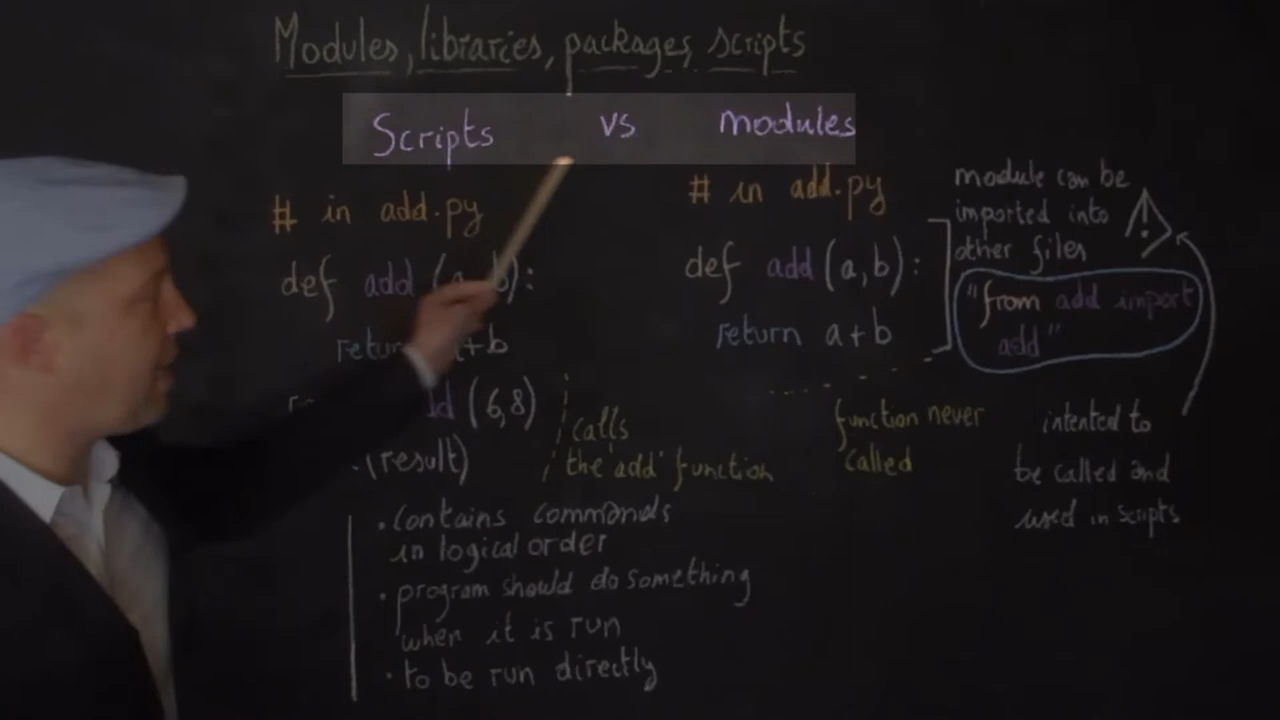 Modules, libraries, packages, scripts
Scripts vs modules
# in add.py
def add (a, b):
return a+b
add (6,8)
(result)
calls
the 'add' function
• contains commands
in logical order
• program should do something
when it is run
• to be run directly
# in add.py
def add (a, b):
return a+b
function never
called
module can be
imported into
other files
"from add import
add"
intented to
be called and
used in scripts